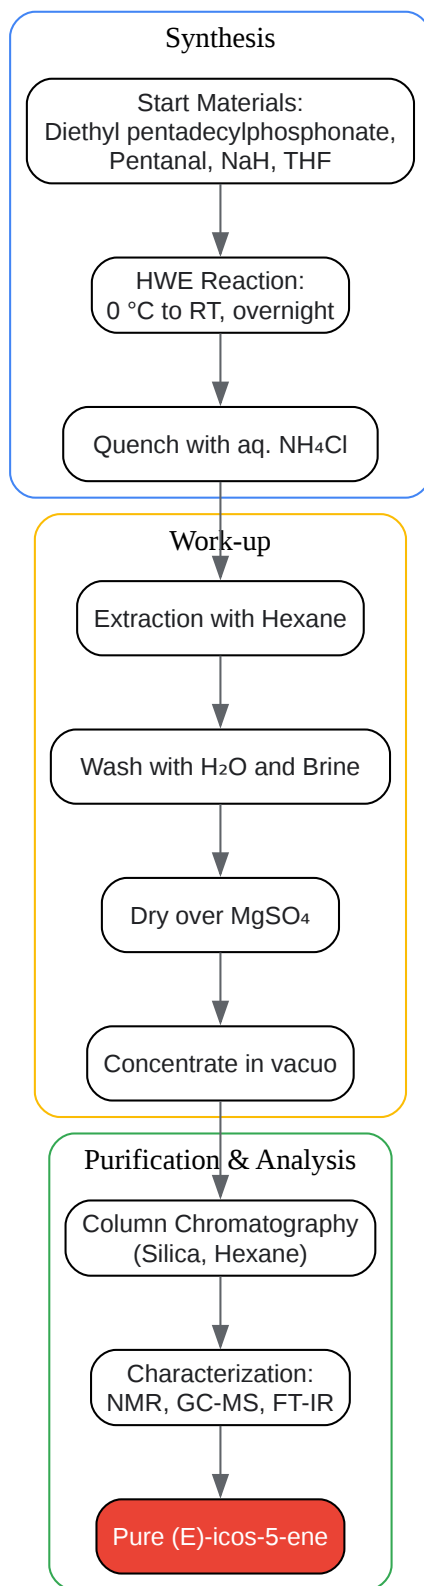 Synthesis
Start Materials:
Diethyl pentadecylphosphonate,
Pentanal, NaH, THF
HWE Reaction:
0 °C to RT, overnight
Quench with aq. NH₄Cl
Work-up
Extraction with Hexane
Wash with H₂O and Brine
Dry over MgSO₄
Concentrate in vacuo
Purification & Analysis
Column Chromatography
(Silica, Hexane)
Characterization:
NMR, GC-MS, FT-IR
Pure (E)-icos-5-ene